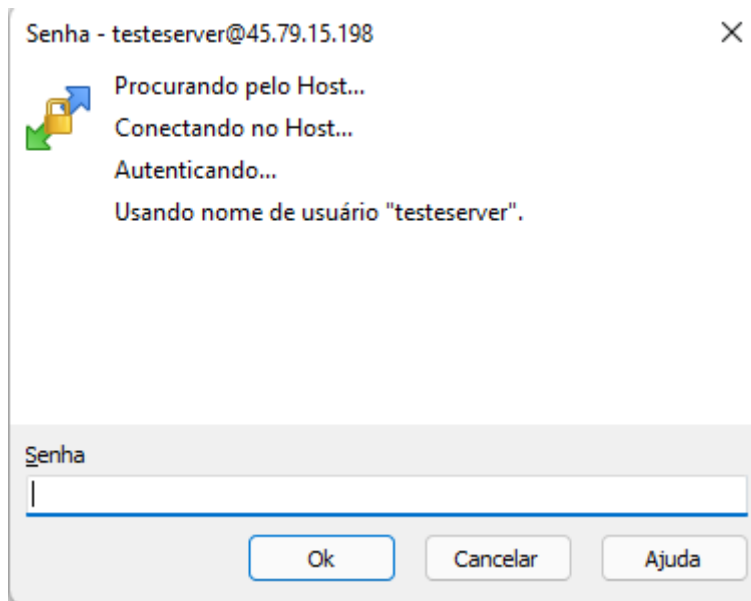 Senha - testeserver@45.79.15.198
Procurando pelo Host...
Conectando no Host...
Autenticando...
Usando nome de usuário "testeserver".
Senha
Ok
Cancelar
Ajuda